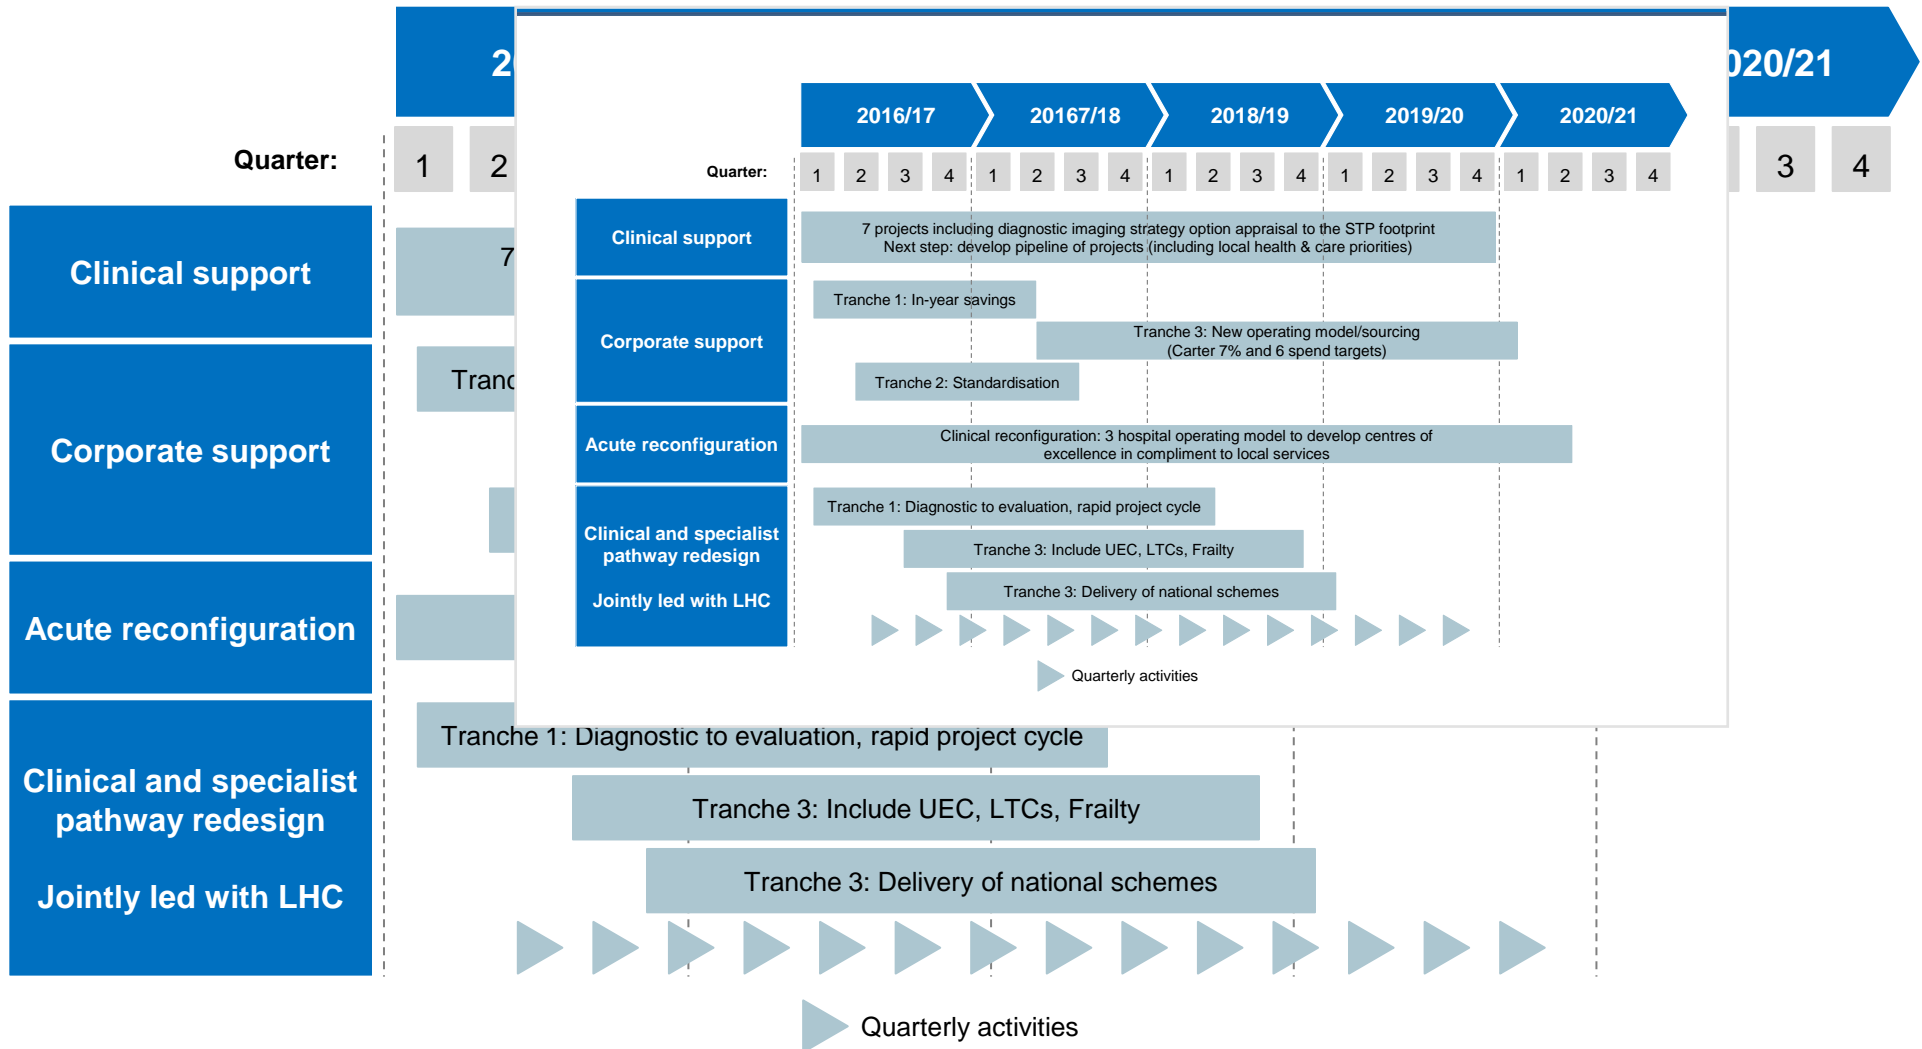 2
020/21
Quarter:
1 2
3 4
Clinical support
7
Corporate support
Tranc
Acute reconfiguration
Clinical and specialist
pathway redesign
Jointly led with LHC
Tranche 1: Diagnostic to evaluation, rapid project cycle
Tranche 3: Include UEC, LTCs, Frailty
Tranche 3: Delivery of national schemes
Quarterly activities
2016/17 20167/18 2018/19 2019/20 2020/21
Quarter:
1 2 3 4 1 2 3 4 1 2 3 4 1 2 3 4 1 2 3 4
Clinical support
7 projects including diagnostic imaging strategy option appraisal to the STP footprint
Next step: develop pipeline of projects (including local health & care priorities)
Corporate support
Tranche 1: In-year savings
Tranche 3: New operating model/sourcing
(Carter 7% and 6 spend targets)
Tranche 2: Standardisation
Acute reconfiguration
Clinical reconfiguration: 3 hospital operating model to develop centres of
excellence in compliment to local services
Clinical and specialist
pathway redesign
Jointly led with LHC
Tranche 1: Diagnostic to evaluation, rapid project cycle
Tranche 3: Include UEC, LTCs, Frailty
Tranche 3: Delivery of national schemes
Quarterly activities